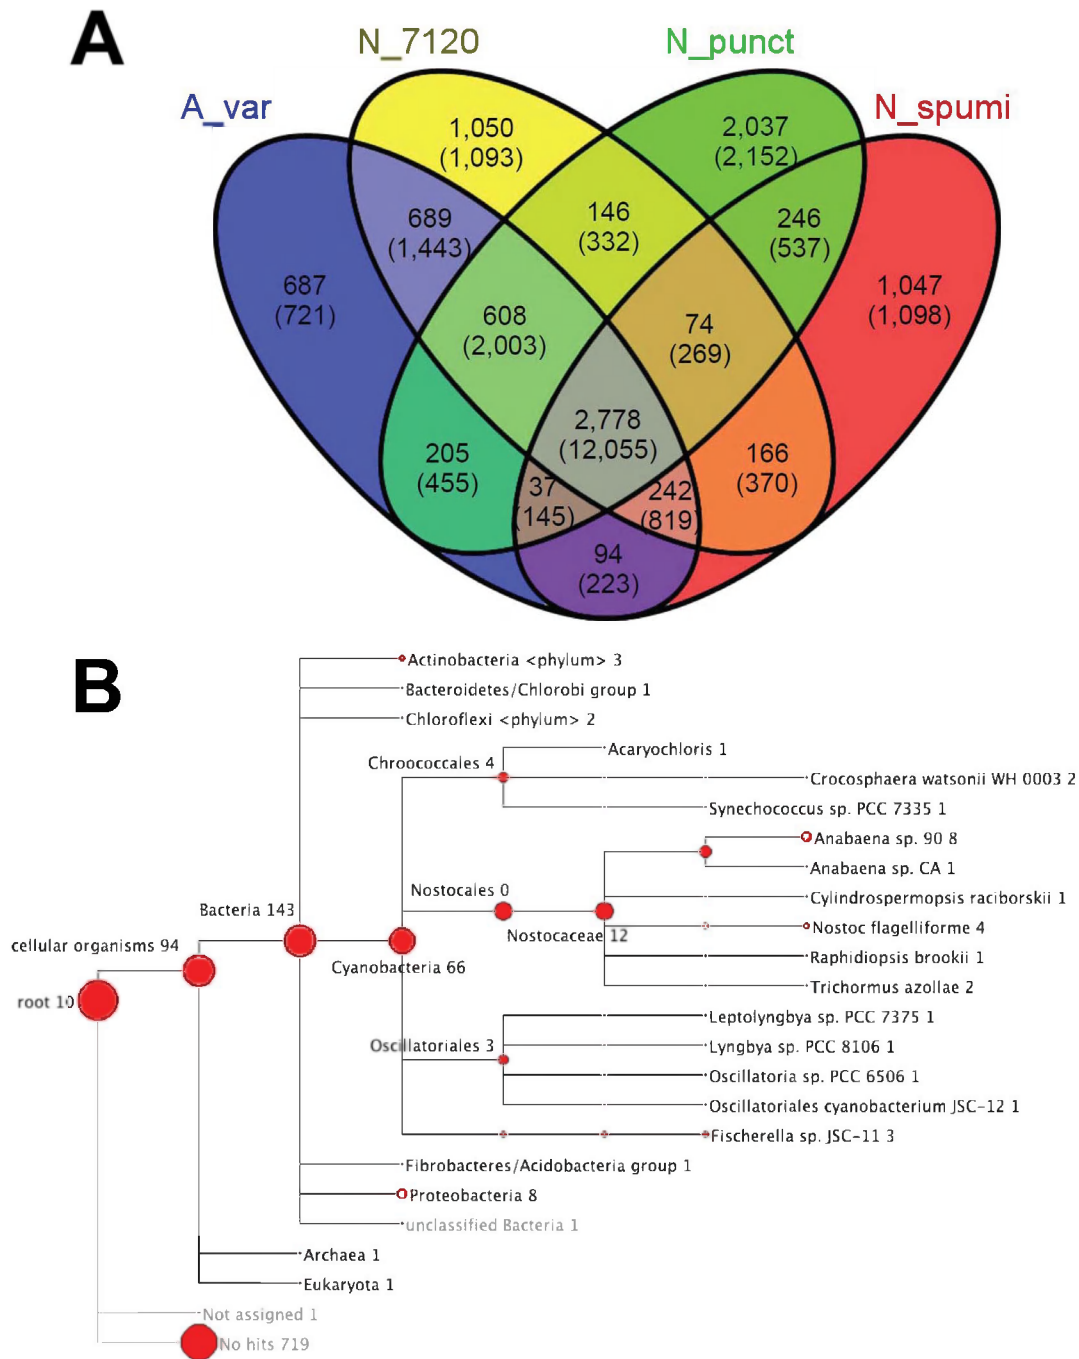 A
N_7120
N_punct
A_var
N_spumi
1,050
(1,093)
2,037
(2,152)
689
(1,443)
146
(332)
246
(537)
687
(721)
1,047
(1,098)
608
(2,003)
74
(269)
2,778
(12,055)
205
(455)
166
(370)
37
(145)
242
(819)
94
(223)
B
Actinobacteria <phylum> 3
Bacteroidetes/Chlorobi group 1
Chloroflexi <phylum> 2
Acaryochloris 1
Chroococcales 4
Crocosphaera watsonii WH 0003 2
Synechococcus sp. PCC 7335 1
Anabaena sp. 90 8
Anabaena sp. CA 1
Nostocales 0
Cylindrospermopsis raciborskii 1
Bacteria 143
Nostoc flagelliforme 4
Nostocaceae 12
cellular organisms 94
Raphidiopsis brookii 1
Cyanobacteria 66
Trichormus azollae 2
root 10
Leptolyngbya sp. PCC 7375 1
Oscillatoriales 3
Lyngbya sp. PCC 8106 1
Oscillatoria sp. PCC 6506 1
Oscillatoriales cyanobacterium JSC-12 1
Fischerella sp. JSC-11 3
Fibrobacteres/Acidobacteria group 1
Proteobacteria 8
unclassified Bacteria 1
Archaea 1
Eukaryota 1
Not assigned 1
No hits 719